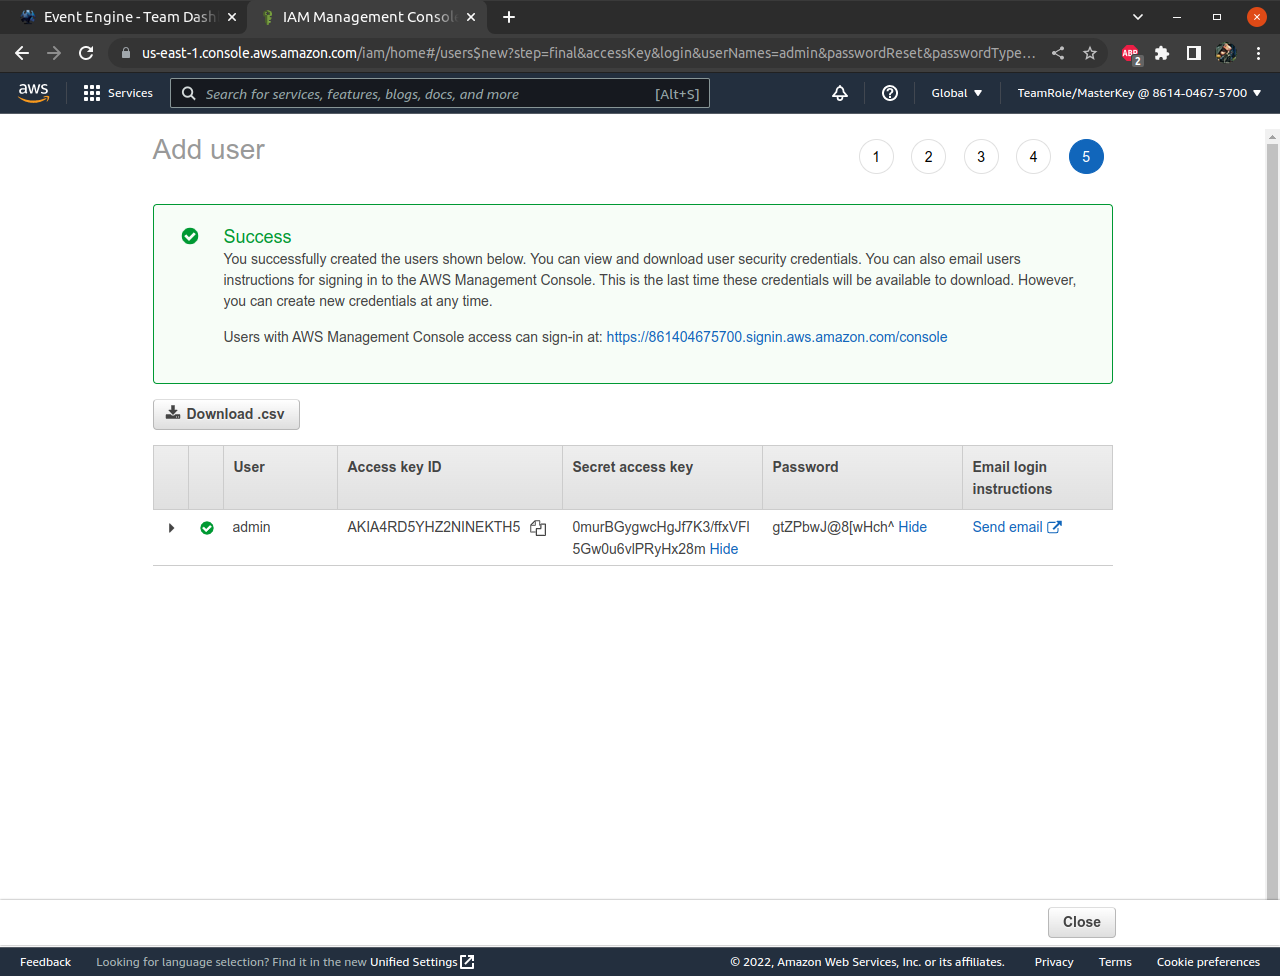 Event Engine - Team Dash
IAM Management Console
us-east-1.console.aws.amazon.com/iam/home#/users$new?step=final&accessKey&login&userNames=admin&passwordReset&passwordType…
ABP
2
aws
Services
Search for services, features, blogs, docs, and more
[Alt+S]
Global
TeamRole/MasterKey @ 8614-0467-5700
Add user
1 2 3 4 5
Success
You successfully created the users shown below. You can view and download user security credentials. You can also email users
instructions for signing in to the AWS Management Console. This is the last time these credentials will be available to download. However,
you can create new credentials at any time.
Users with AWS Management Console access can sign-in at: https://861404675700.signin.aws.amazon.com/console
Download .csv
User
Access key ID
Secret access key
Password
Email login
instructions
admin
AKIA4RD5YHZ2NINEKTH5
Hide
gtZPbwJ@8[wHch^ Hide
Send email
Close
Feedback
Looking for language selection? Find it in the new Unified Settings
© 2022, Amazon Web Services, Inc. or its affiliates.
Privacy
Terms
Cookie preferences